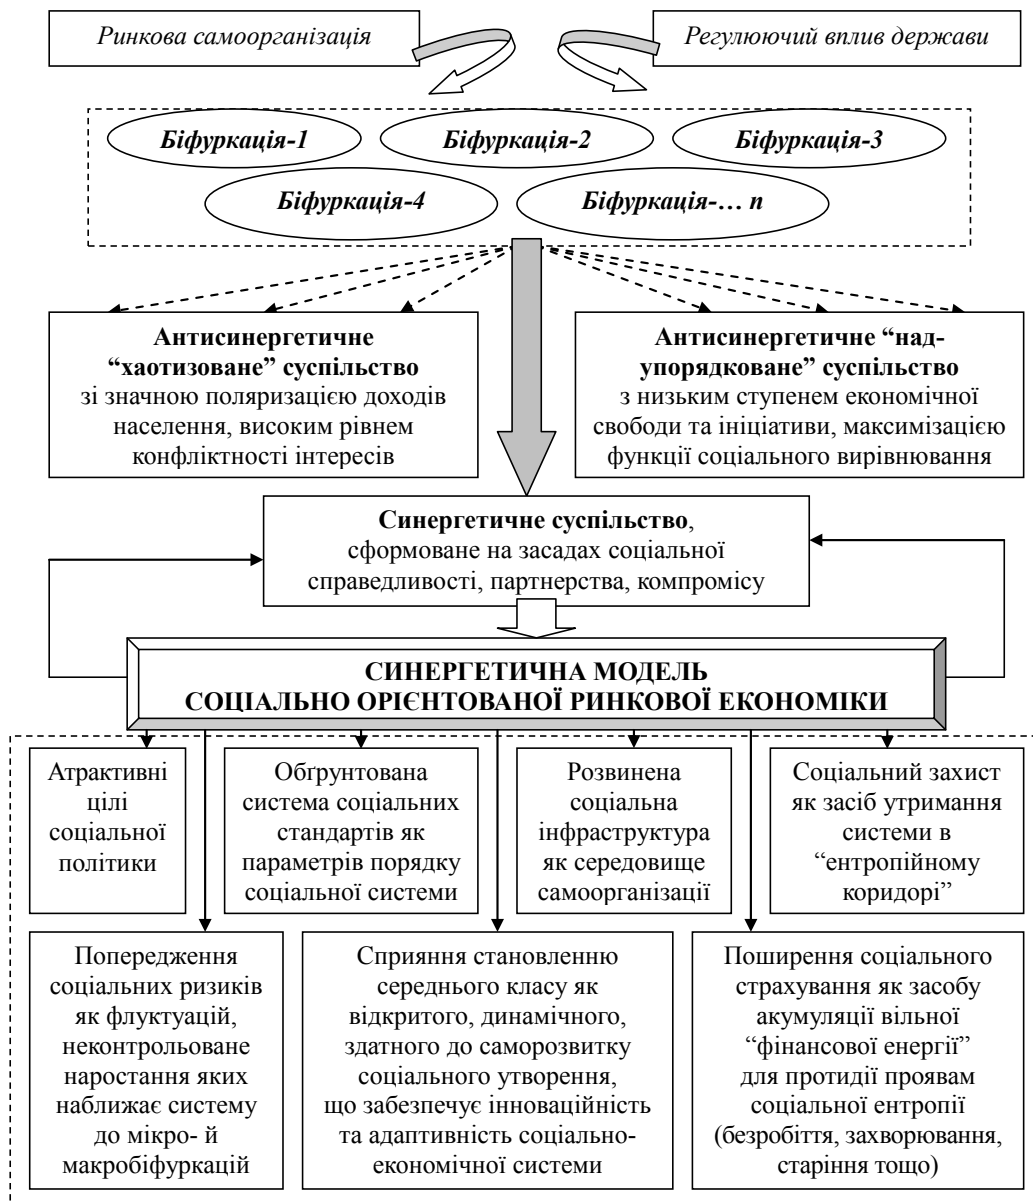 Ринкова самоорганізація
Регулюючий вплив держави
Біфуркація-1
Біфуркація-2
Біфуркація-3
Біфуркація-4
Біфуркація-… n
Антисинергетичне
“хаотизоване” суспільство
зі значною поляризацією доходів
населення, високим рівнем
конфліктності інтересів
Антисинергетичне “над-
упорядковане” суспільство
з низьким ступенем економічної
свободи та ініціативи, максимізацією
функції соціального вирівнювання
Синергетичне суспільство,
сформоване на засадах соціальної
справедливості, партнерства, компромісу
СИНЕРГЕТИЧНА МОДЕЛЬ
СОЦІАЛЬНО ОРІЄНТОВАНОЇ РИНКОВОЇ ЕКОНОМІКИ
Атрактивні
цілі
соціальної
політики
Обґрунтована
система соціальних
стандартів як
параметрів порядку
соціальної системи
Розвинена
соціальна
інфраструктура
як середовище
самоорганізації
Соціальний захист
як засіб утримання
системи в
“ентропійному
коридорі”
Попередження
соціальних ризиків
як флуктуацій,
неконтрольоване
наростання яких
наближає систему
до мікро- й
макробіфуркацій
Сприяння становленню
середнього класу як
відкритого, динамічного,
здатного до саморозвитку
соціального утворення,
що забезпечує інноваційність
та адаптивність соціально-
економічної системи
Поширення соціального
страхування як засобу
акумуляції вільної
“фінансової енергії”
для протидії проявам
соціальної ентропії
(безробіття, захворювання,
старіння тощо)